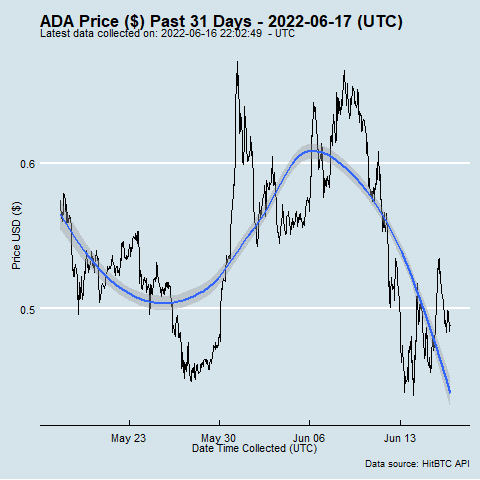 ADA Price ($) Past 31 Days - 2022-06-17 (UTC)
Latest data collected on: 2022-06-16 22:02:49 - UTC
0.6
Price USD ($)
0.5
May 23 May 30 Jun 06 Jun 13
Date Time Collected (UTC)
Data source: HitBTC API